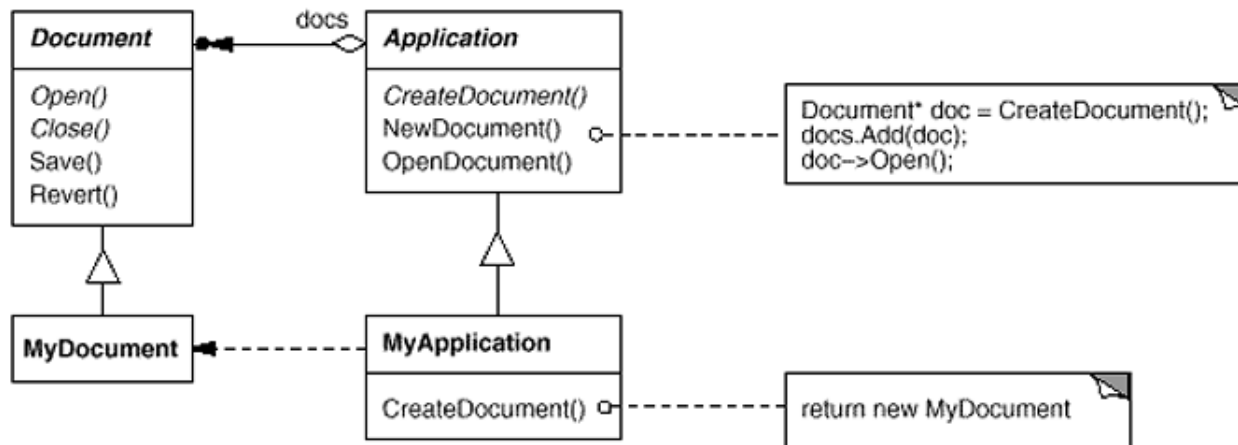 docs
Document
Open()
Close()
Save()
Revert()
Application
CreateDocument()
NewDocument()
OpenDocument()
Document* doc = CreateDocument();
docs.Add(doc);
doc->Open();
MyDocument
MyApplication
CreateDocument()
return new MyDocument